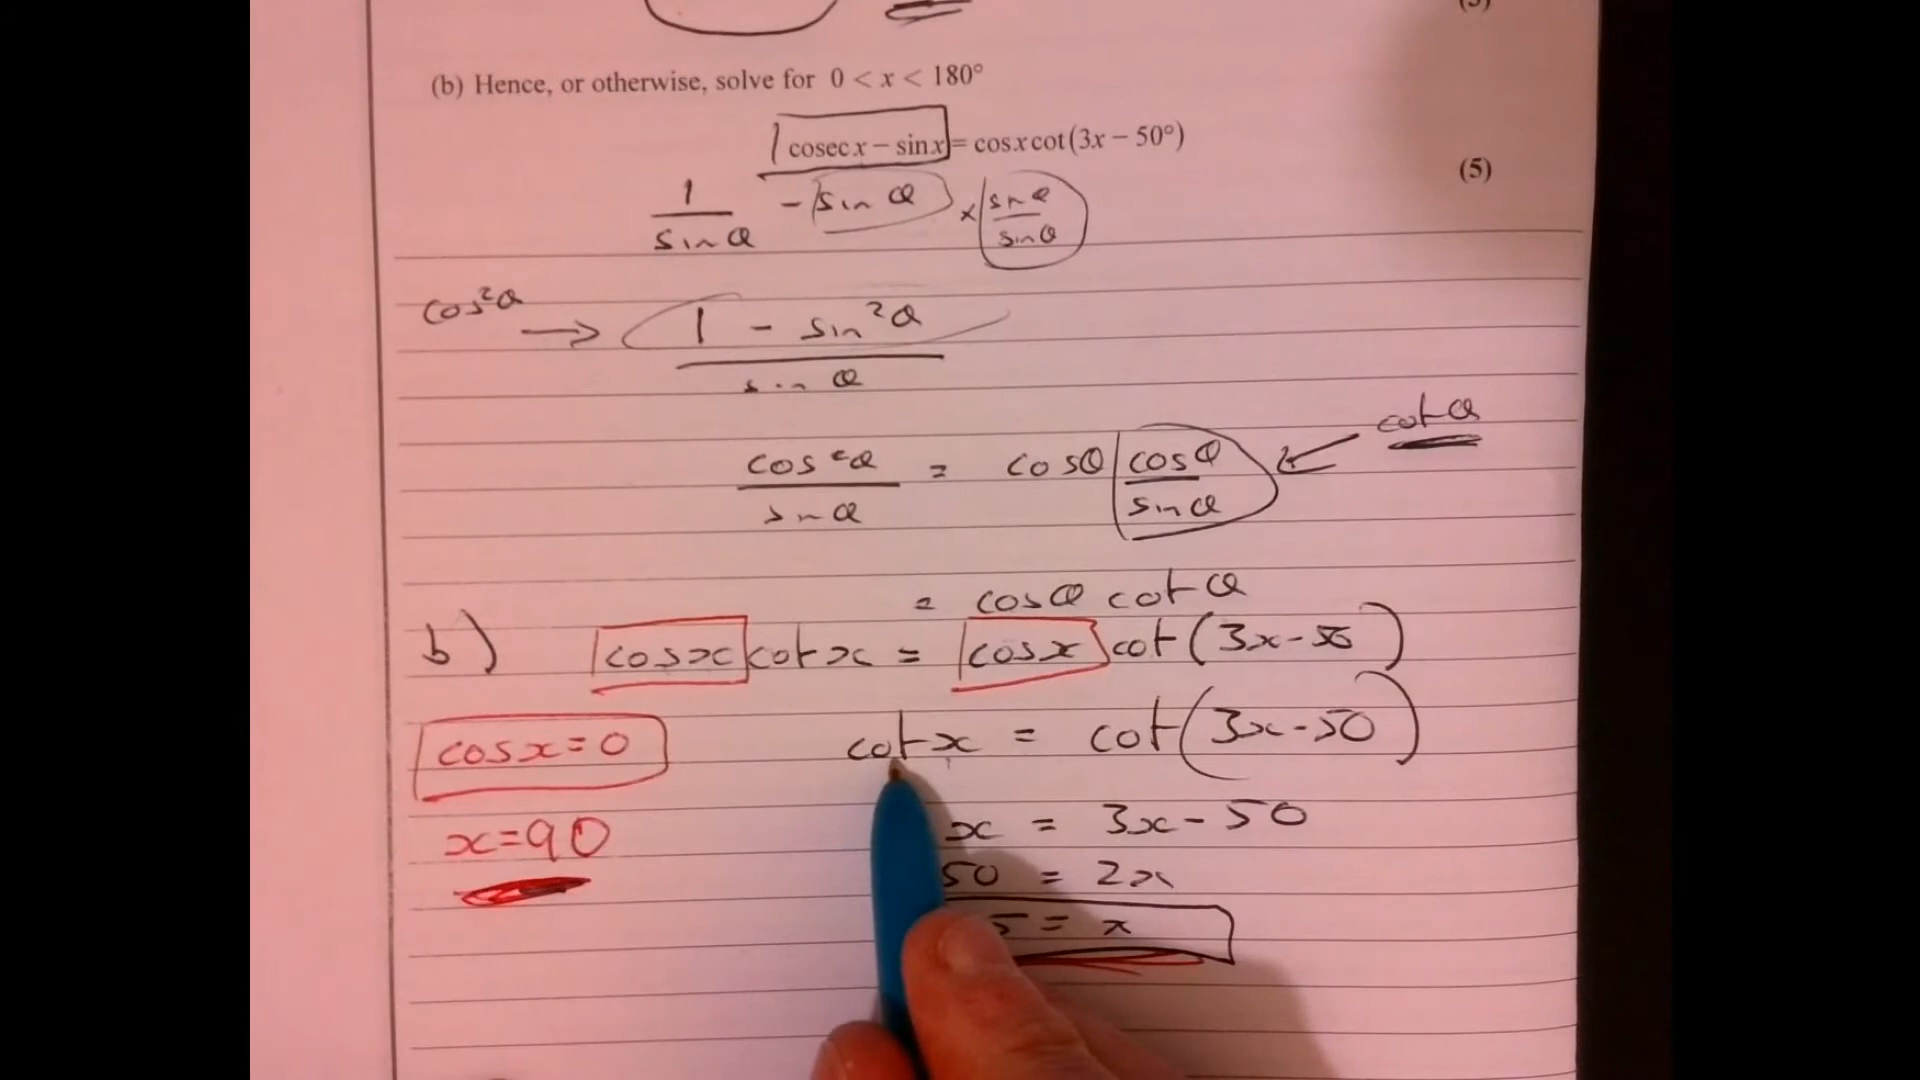 (b) Hence, or otherwise, solve for 0 < x < 180°
cosec x − sin x = cos x cot (3x − 50°)
(5)
1/sin θ − sin θ × sin θ/sin θ
cos²θ → 1 − sin²θ
sin θ
cot θ
cos²θ/sin θ = cos θ cos θ/sin θ
= cos θ cot θ
b) cos x cot x = cos x cot (3x − 50)
cos x = 0
cot x = cot (3x − 50)
x = 90
x = 3x − 50
50 = 2x
5 = x